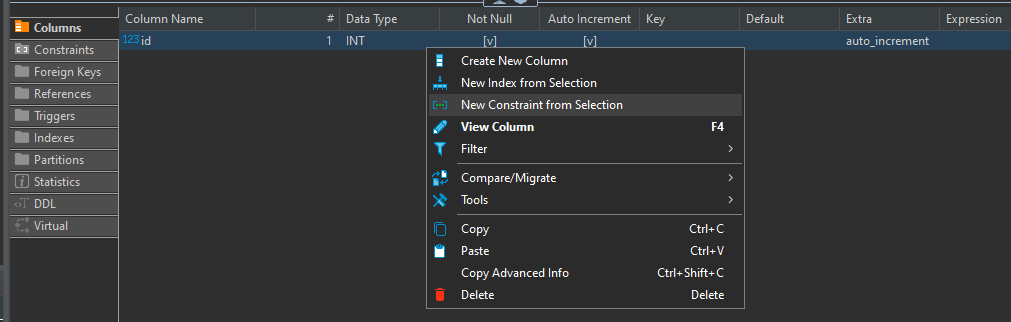 Column Name # Data Type Not Null Auto Increment Key Default Extra Expression
Columns
123 id 1 INT [v] [v] auto_increment
Constraints
Foreign Keys
References
Triggers
Indexes
Partitions
Statistics
DDL
Virtual
Create New Column
New Index from Selection
New Constraint from Selection
View Column F4
Filter
Compare/Migrate
Tools
Copy Ctrl+C
Paste Ctrl+V
Copy Advanced Info Ctrl+Shift+C
Delete Delete